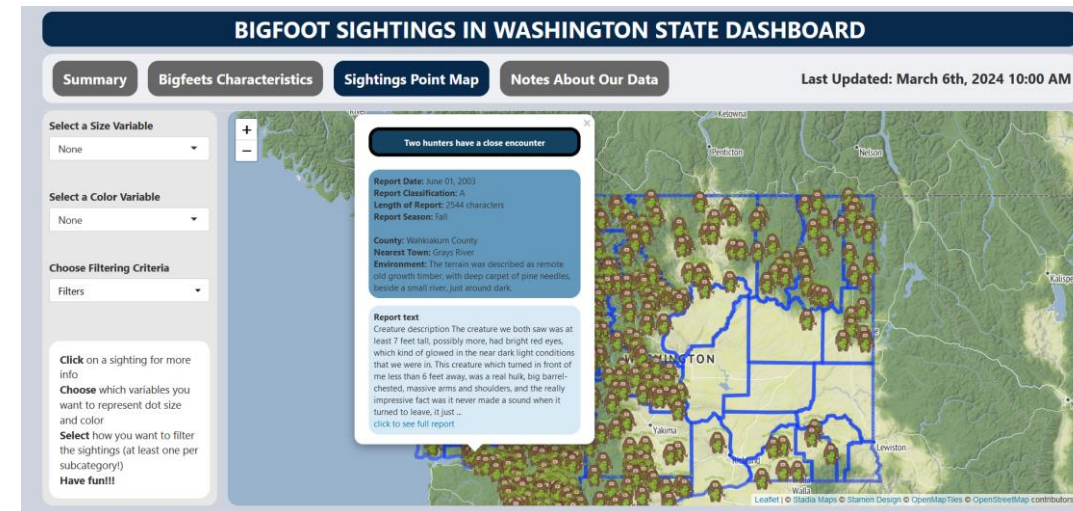 BIGFOOT SIGHTINGS IN WASHINGTON STATE DASHBOARD
Summary
Bigfeets Characteristics
Sightings Point Map
Notes About Our Data
Last Updated: March 6th, 2024 10:00 AM
Select a Size Variable
None
Select a Color Variable
None
Choose Filtering Criteria
Filters
Click on a sighting for more
info
Choose which variables you
want to represent dot size
and color
Select how you want to filter
the sightings (at least one per
subcategory!)
Have fun!!!
+
−
×
Two hunters have a close encounter
Report Date: June 01, 2003
Report Classification: A
Length of Report: 2544 characters
Report Season: Fall
County: Wahkiakum County
Nearest Town: Grays River
Environment: The terrain was described as remote
old growth timber, with deep carpet of pine needles,
beside a small river, just around dark.
Report text
Creature description The creature we both saw was at
least 7 feet tall, possibly more, had bright red eyes,
which kind of glowed in the near dark light conditions
that we were in. This creature which turned in front of
me less than 6 feet away, was a real hulk, big barrel-
chested, massive arms and shoulders, and the really
impressive fact was it never made a sound when it
turned to leave, it just ...
click to see full report
River
Kelowna
Penticton
Nelson
Kalispe
Yakima
Lewiston
Walla
Leaflet | © Stadia Maps © Stamen Design © OpenMapTiles © OpenStreetMap contributors